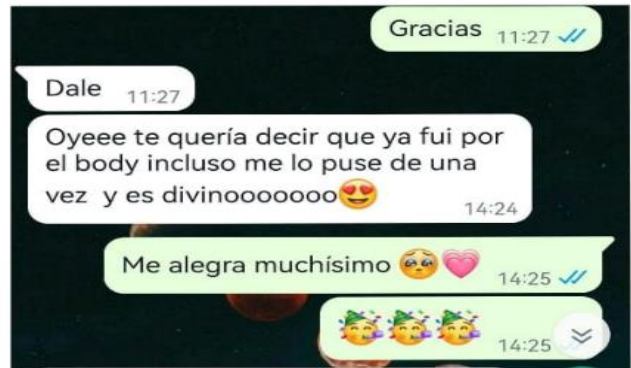 Gracias 11:27
Dale 11:27
Oyeee te quería decir que ya fui por
el body incluso me lo puse de una
vez y es divinooooooo😍
14:24
Me alegra muchísimo 🥹💗 14:25
🥳🥳🥳 14:25